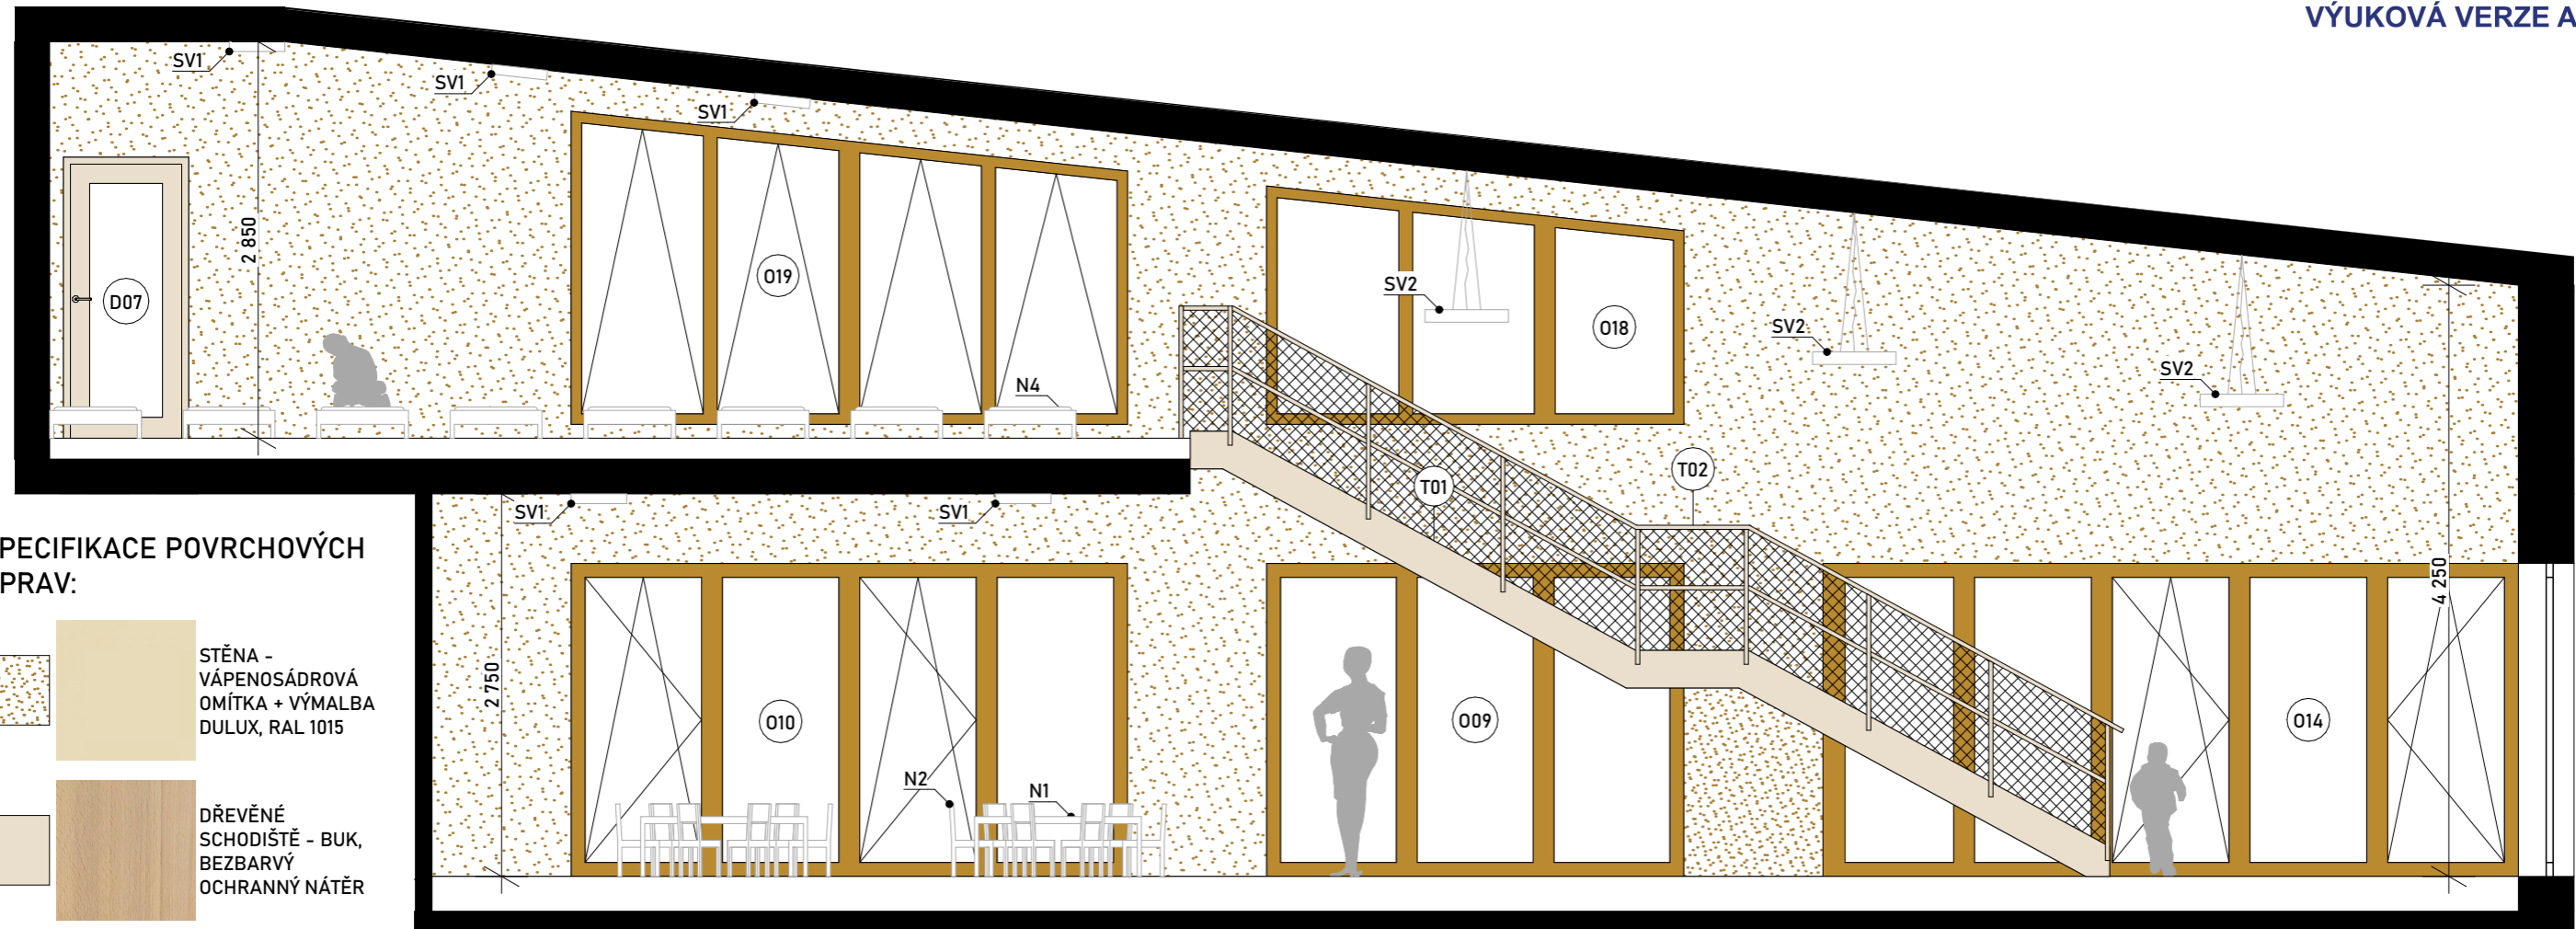 VÝUKOVÁ VERZE A
SV1
SV1
SV1
2 850
D07
O19
N4
SV2
O18
SV2
SV2
T01
T02
SV1
SV1
PECIFIKACE POVRCHOVÝCH
PRAV:
STĚNA -
VÁPENOSÁDROVÁ
OMÍTKA + VÝMALBA
DULUX, RAL 1015
DŘEVĚNÉ
SCHODIŠTĚ - BUK,
BEZBARVÝ
OCHRANNÝ NÁTĚR
2 750
O10
N2
N1
O09
O14
4 250